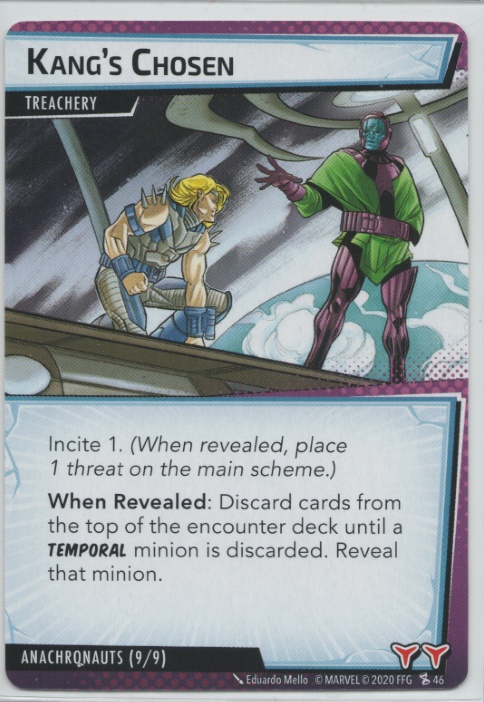 KANG'S CHOSEN
TREACHERY
Incite 1. (When revealed, place
1 threat on the main scheme.)
When Revealed: Discard cards from
the top of the encounter deck until a
TEMPORAL minion is discarded. Reveal
that minion.
ANACHRONAUTS (9/9)
Eduardo Mello © MARVEL © 2020 FFG 46